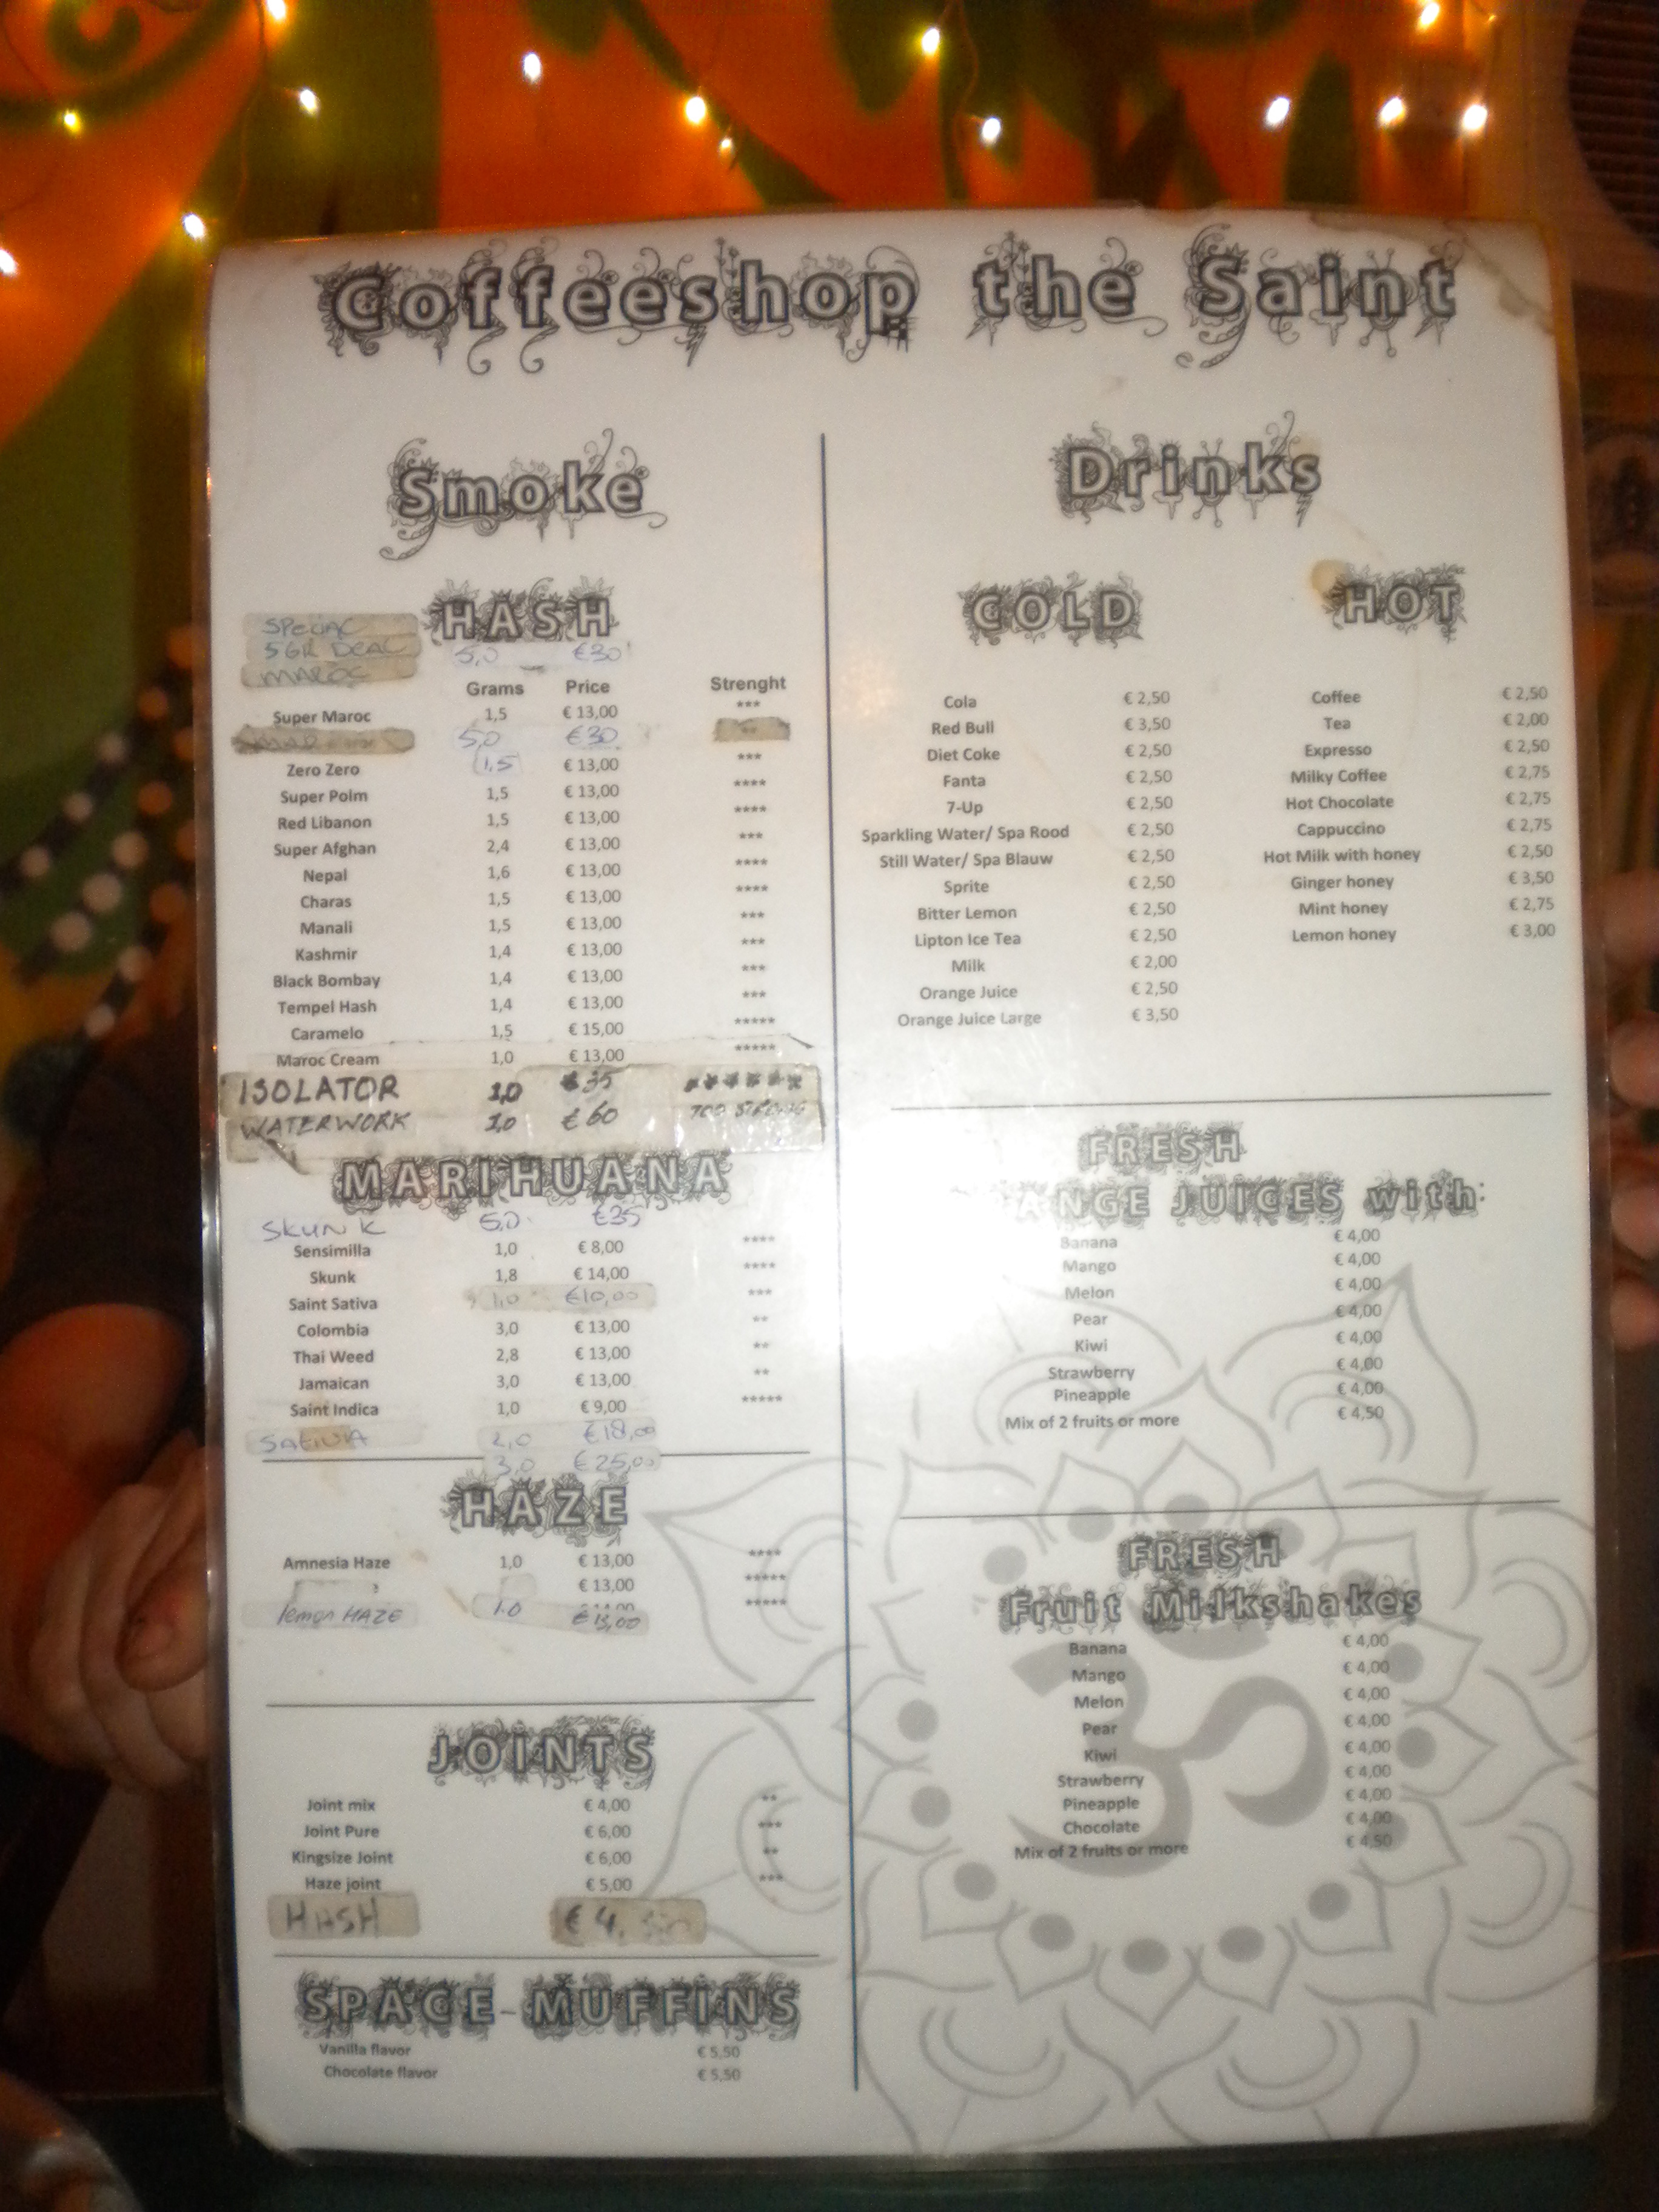 Coffeeshop the Saint
Smoke
HASH
SPECIAL
5 GR DEAL 5,0 €30
MAROC
Grams Price Strenght
Super Maroc 1,5 € 13,00 ***
5,0 €30 **
Zero Zero 1,5 € 13,00 ***
Super Polm 1,5 € 13,00 ****
Red Libanon 1,5 € 13,00 ****
Super Afghan 2,4 € 13,00 ***
Nepal 1,6 € 13,00 ****
Charas 1,5 € 13,00 ****
Manali 1,5 € 13,00 ***
Kashmir 1,4 € 13,00 ***
Black Bombay 1,4 € 13,00 ***
Tempel Hash 1,4 € 13,00 ***
Caramelo 1,5 € 15,00 *****
Maroc Cream 1,0 € 13,00 *****
ISOLATOR 1,0 €35 ******
WATERWORK 1,0 € 60 TOO STRONG
MARIHUANA
SKUNK 5,0 €35
Sensimilla 1,0 € 8,00 ****
Skunk 1,8 € 14,00 ****
Saint Sativa 1,0 €10,00 ***
Colombia 3,0 € 13,00 **
Thai Weed 2,8 € 13,00 **
Jamaican 3,0 € 13,00 **
Saint Indica 1,0 € 9,00 *****
SATIVA 2,0 €18,00
3,0 €25,00
HAZE
Amnesia Haze 1,0 € 13,00 ****
€ 13,00 *****
lemon HAZE 1.0 €13,00 *****
JOINTS
Joint mix € 4,00 **
Joint Pure € 6,00 ***
Kingsize Joint € 6,00 **
Haze joint € 5,00 ***
HASH € 4,
SPACE-MUFFINS
Vanilla flavor € 5,50
Chocolate flavor € 5,50
Drinks
COLD
Cola € 2,50
Red Bull € 3,50
Diet Coke € 2,50
Fanta € 2,50
7-Up € 2,50
Sparkling Water/ Spa Rood € 2,50
Still Water/ Spa Blauw € 2,50
Sprite € 2,50
Bitter Lemon € 2,50
Lipton Ice Tea € 2,50
Milk € 2,00
Orange Juice € 2,50
Orange Juice Large € 3,50
HOT
Coffee € 2,50
Tea € 2,00
Expresso € 2,50
Milky Coffee € 2,75
Hot Chocolate € 2,75
Cappuccino € 2,75
Hot Milk with honey € 2,50
Ginger honey € 3,50
Mint honey € 2,75
Lemon honey € 3,00
FRESH
ANGE JUICES with:
Banana € 4,00
Mango € 4,00
Melon € 4,00
Pear € 4,00
Kiwi € 4,00
Strawberry € 4,00
Pineapple € 4,00
Mix of 2 fruits or more € 4,50
FRESH
Fruit Milkshakes
Banana € 4,00
Mango € 4,00
Melon € 4,00
Pear € 4,00
Kiwi € 4,00
Strawberry € 4,00
Pineapple € 4,00
Chocolate € 4,00
Mix of 2 fruits or more € 4,50
ॐ